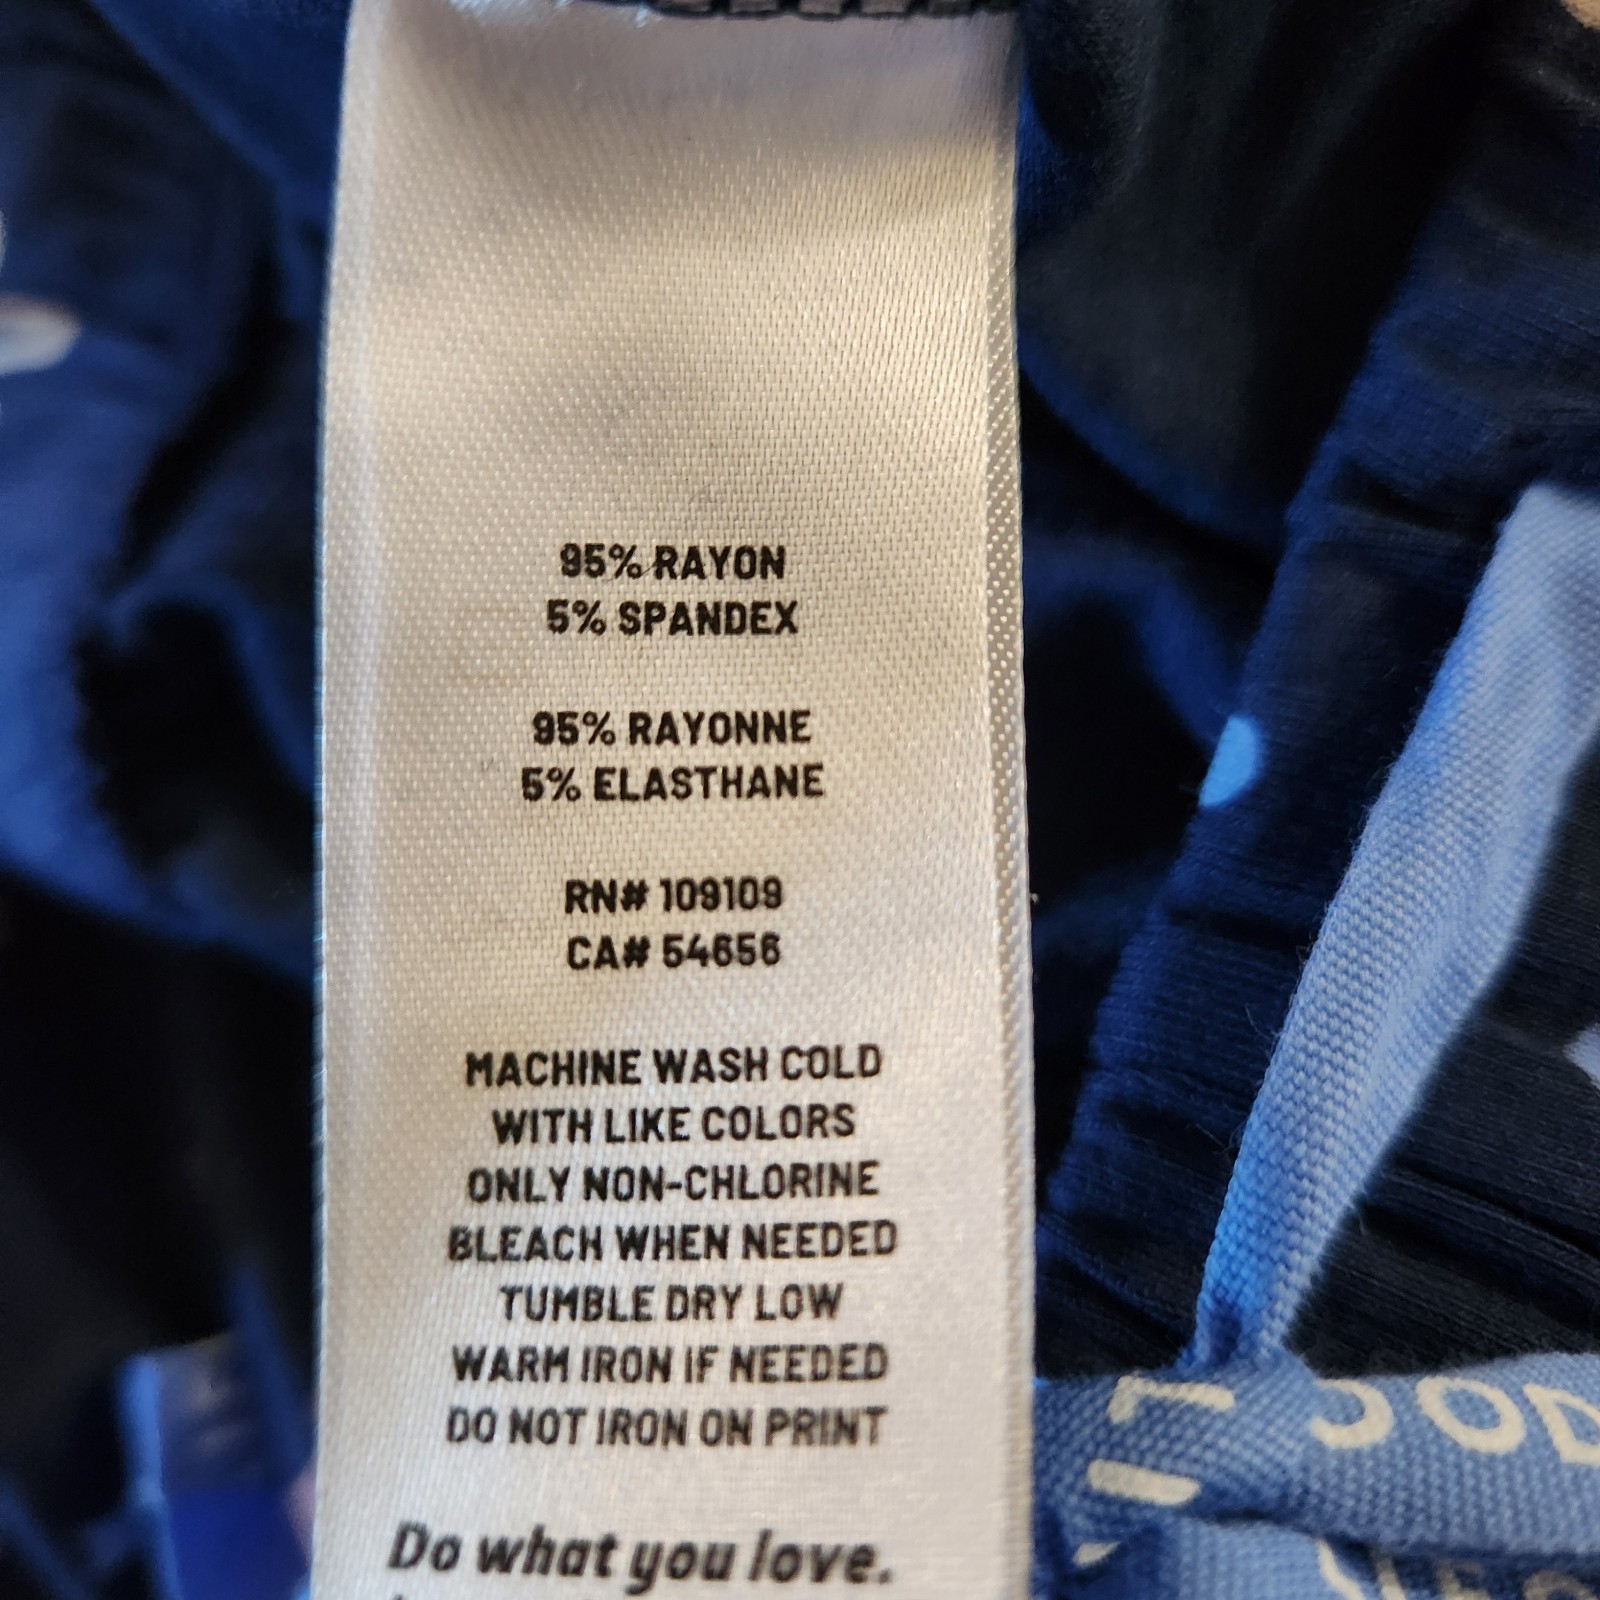 95% RAYON
5% SPANDEX
95% RAYONNE
5% ELASTHANE
RN# 109109
CA# 54656
MACHINE WASH COLD
WITH LIKE COLORS
ONLY NON-CHLORINE
BLEACH WHEN NEEDED
TUMBLE DRY LOW
WARM IRON IF NEEDED
DO NOT IRON ON PRINT
Do what you love.